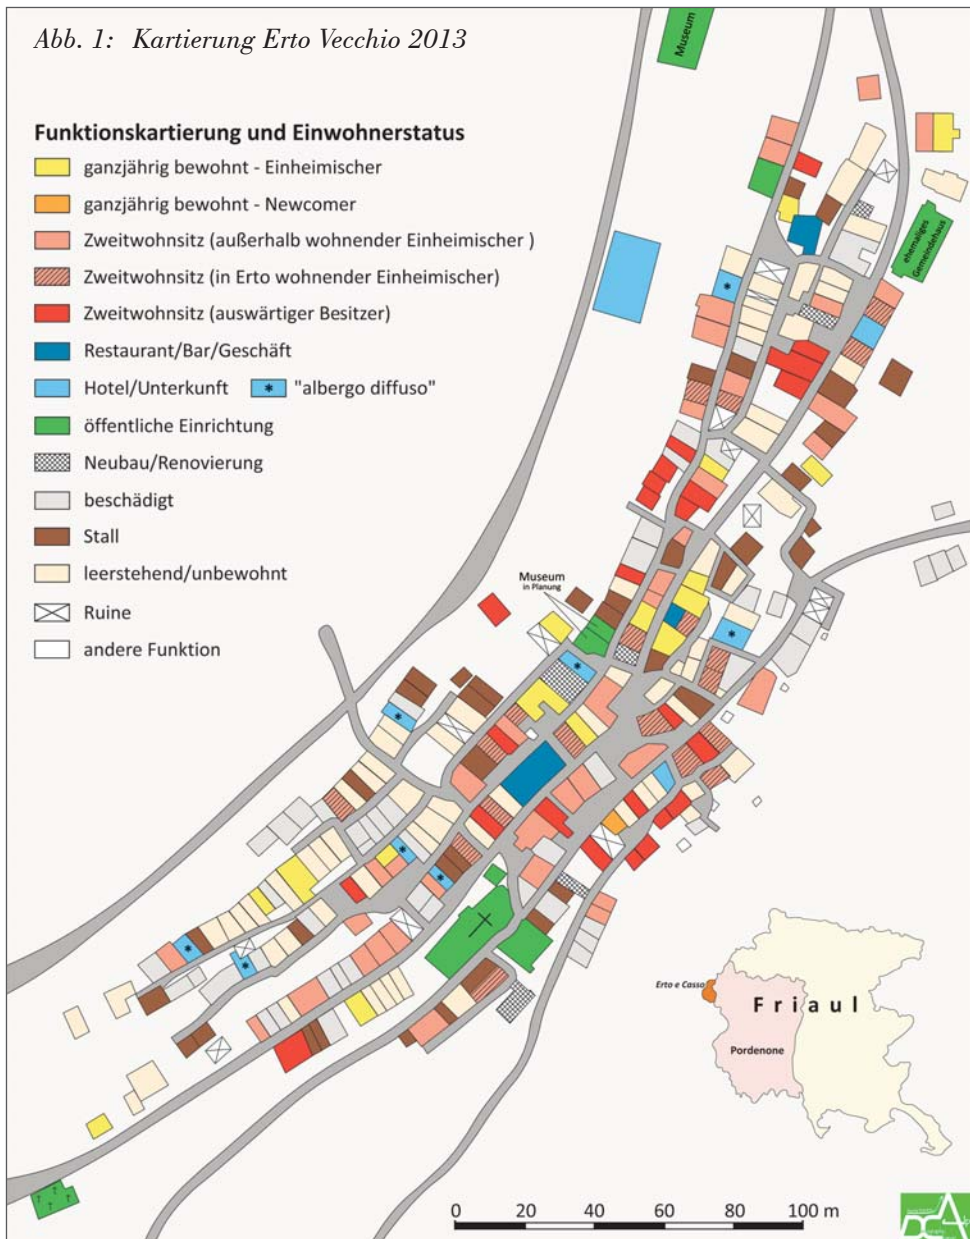 Abb. 1: Kartierung Erto Vecchio 2013
Funktionskartierung und Einwohnerstatus
ganzjährig bewohnt - Einheimischer
ganzjährig bewohnt - Newcomer
Zweitwohnsitz (außerhalb wohnender Einheimischer )
Zweitwohnsitz (in Erto wohnender Einheimischer)
Zweitwohnsitz (auswärtiger Besitzer)
Restaurant/Bar/Geschäft
Hotel/Unterkunft * "albergo diffuso"
öffentliche Einrichtung
Neubau/Renovierung
beschädigt
Stall
leerstehend/unbewohnt
Ruine
andere Funktion
Museum
ehemaliges
Gemeindehaus
Museum
in Planung
Erto e Casso
Friaul
Pordenone
0 20 40 60 80 100 m